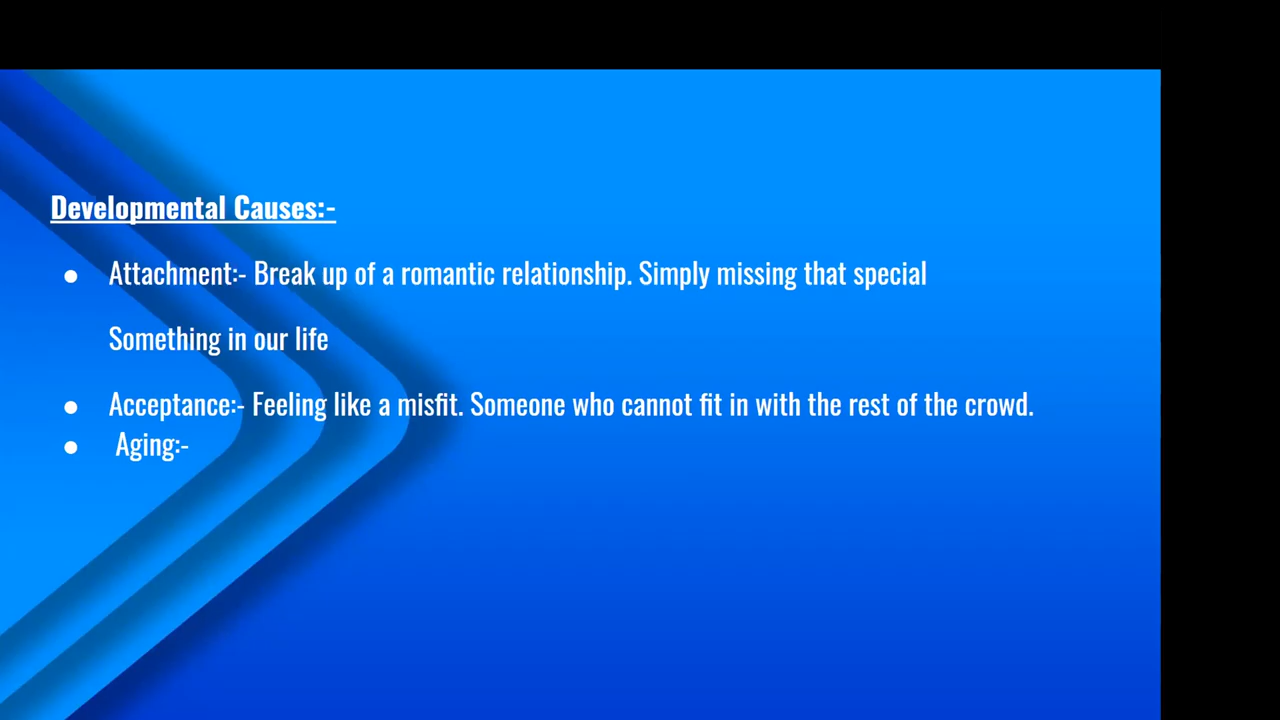 Developmental Causes:-
● Attachment:- Break up of a romantic relationship. Simply missing that special
Something in our life
● Acceptance:- Feeling like a misfit. Someone who cannot fit in with the rest of the crowd.
● Aging:-